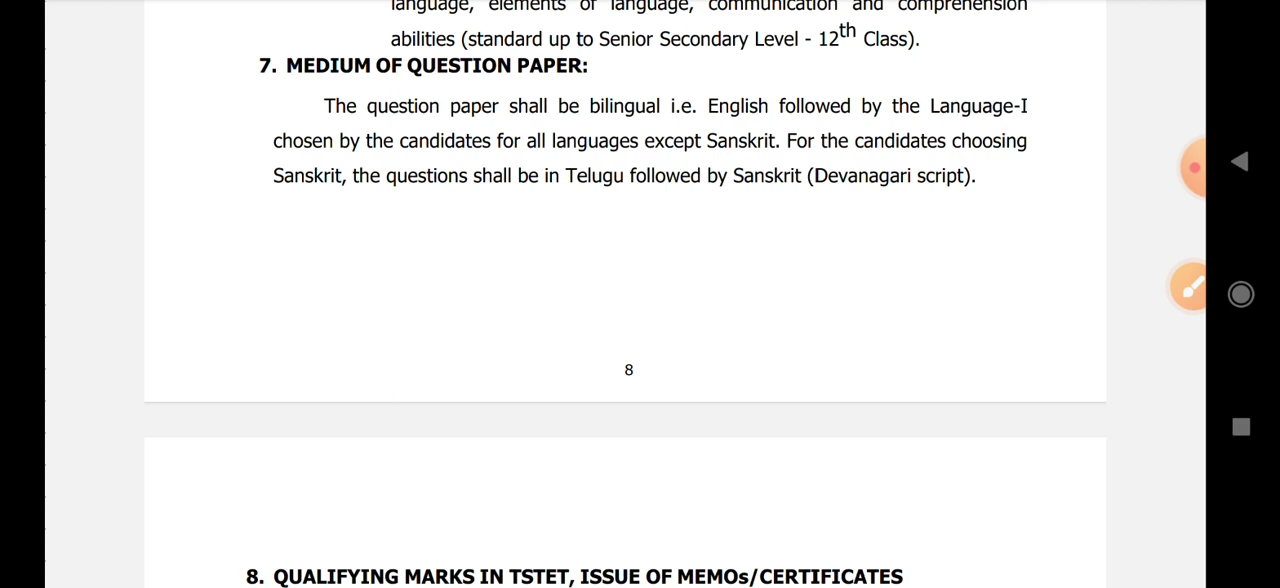 language, elements of language, communication and comprehension
abilities (standard up to Senior Secondary Level - 12th Class).
7. MEDIUM OF QUESTION PAPER:
The question paper shall be bilingual i.e. English followed by the Language-I
chosen by the candidates for all languages except Sanskrit. For the candidates choosing
Sanskrit, the questions shall be in Telugu followed by Sanskrit (Devanagari script).
8
8. QUALIFYING MARKS IN TSTET, ISSUE OF MEMOs/CERTIFICATES